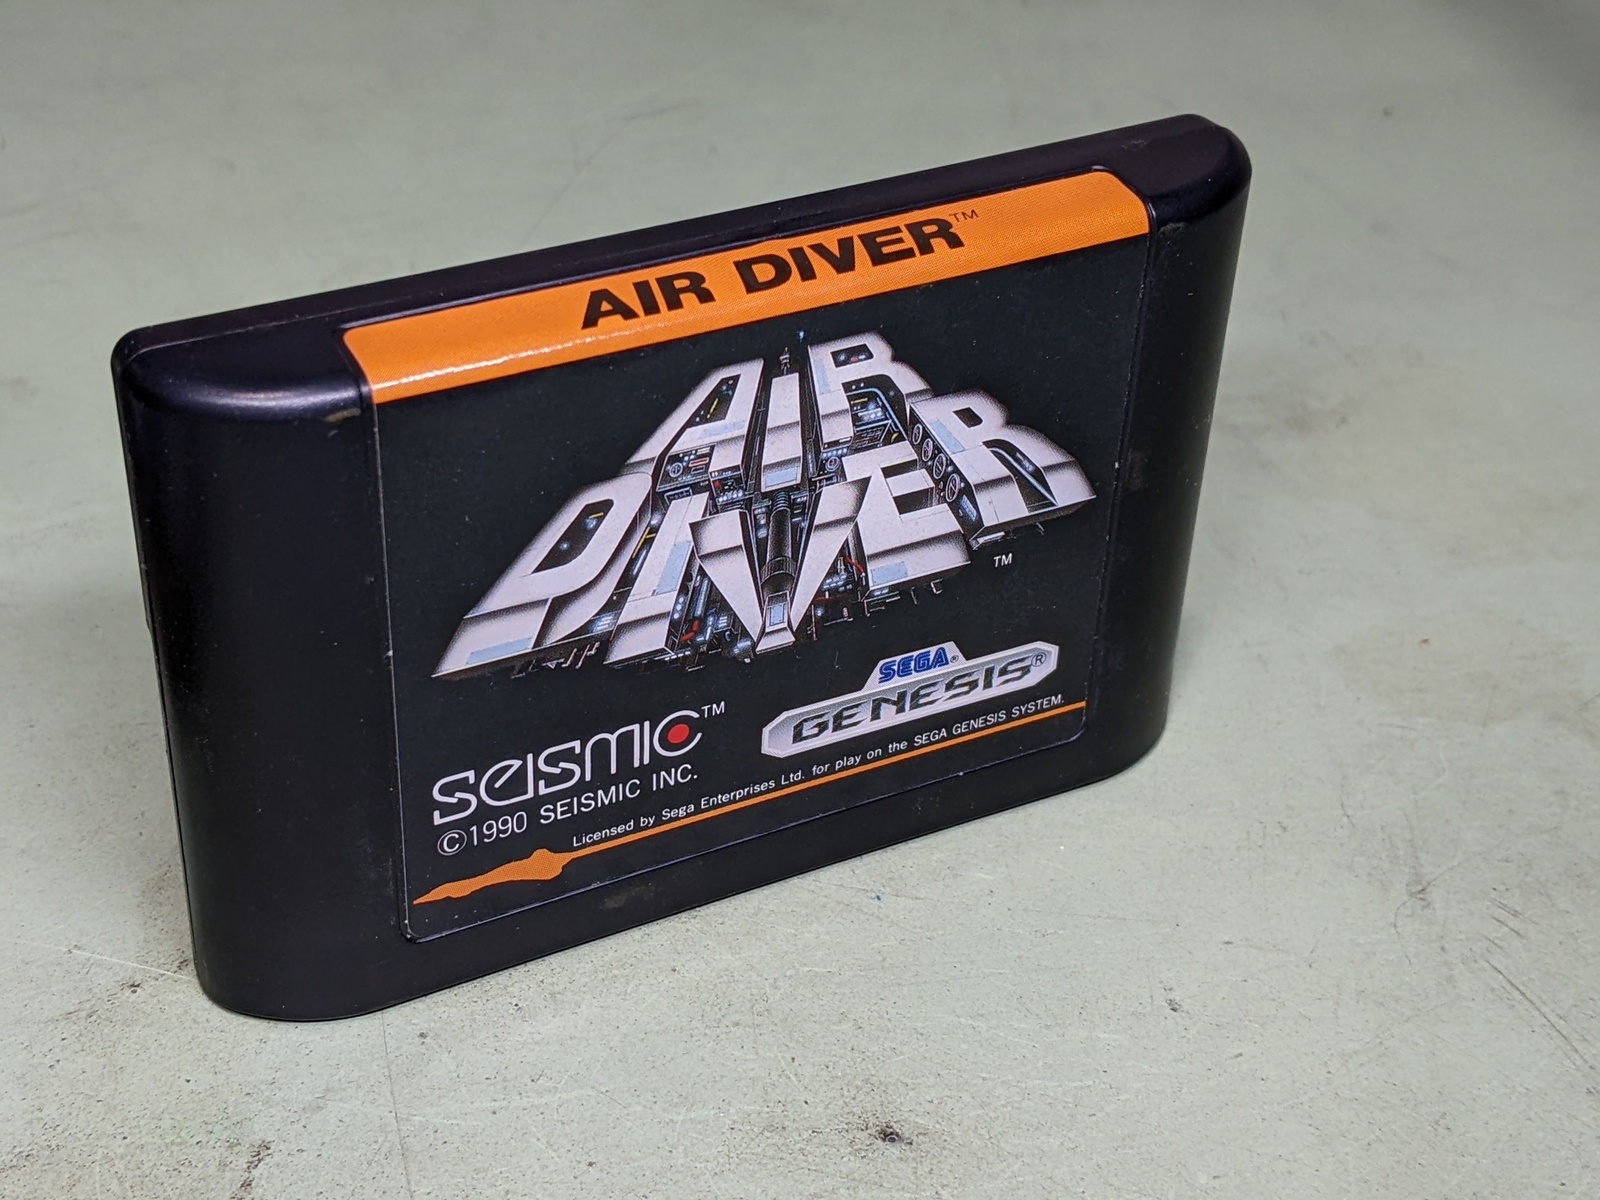 AIR DIVER™
AIR
DIVER
™
SEISMIC™
©1990 SEISMIC INC.
SEGA®
GENESIS®
Licensed by Sega Enterprises Ltd. for play on the SEGA GENESIS SYSTEM.